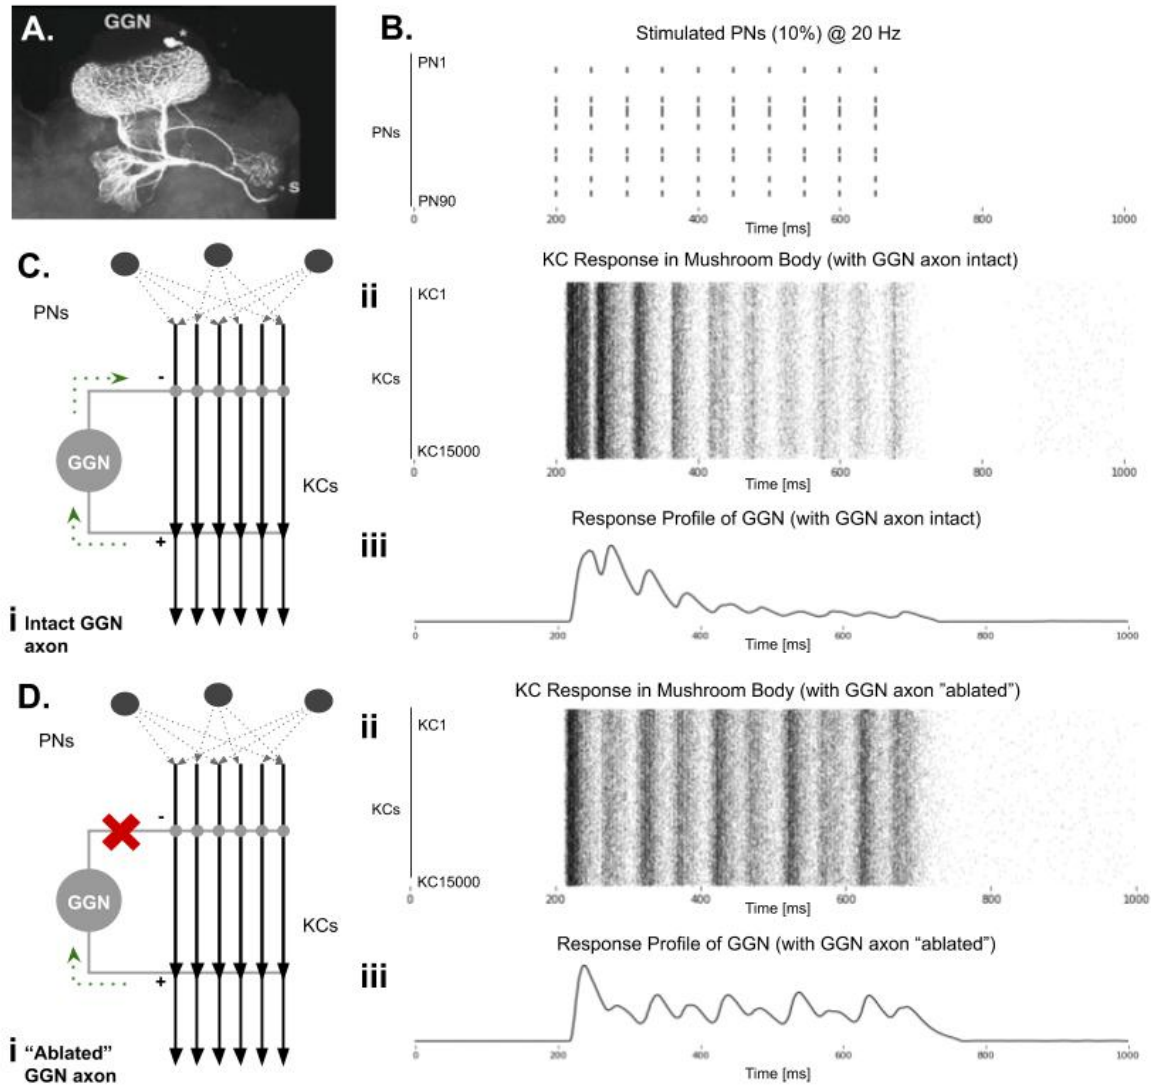 A.
GGN
*
s
B.
Stimulated PNs (10%) @ 20 Hz
PN1
PNs
PN90
0 200 400 600 800 1000
Time [ms]
C.
PNs
-
GGN
KCs
+
i Intact GGN
axon
ii
KC Response in Mushroom Body (with GGN axon intact)
KC1
KCs
KC15000
0 200 400 600 800 1000
Time [ms]
iii
Response Profile of GGN (with GGN axon intact)
0 200 400 600 800 1000
Time [ms]
D.
PNs
-
GGN
KCs
+
i "Ablated"
GGN axon
ii
KC Response in Mushroom Body (with GGN axon "ablated")
KC1
KCs
KC15000
0 200 400 600 800 1000
Time [ms]
iii
Response Profile of GGN (with GGN axon "ablated")
0 200 400 600 800 1000
Time [ms]